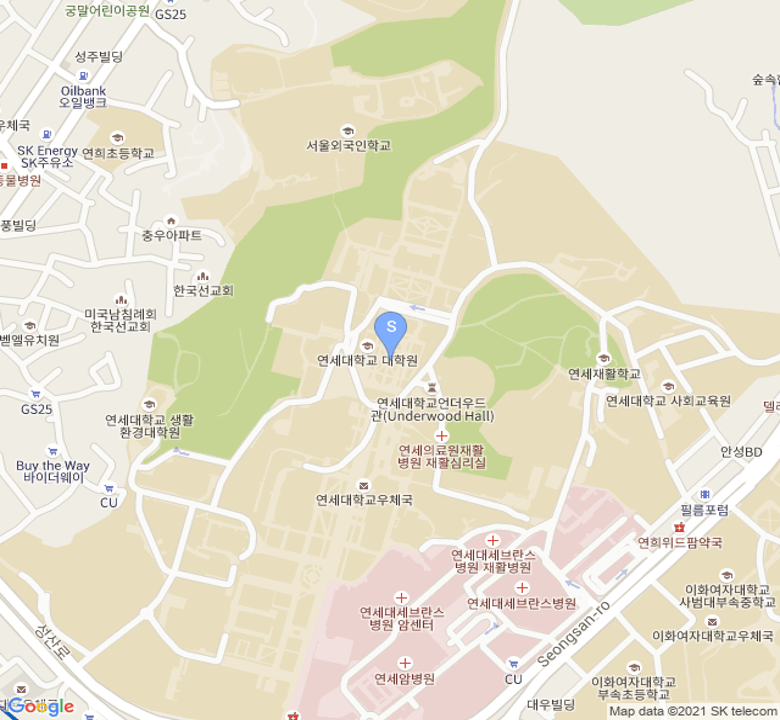 궁말어린이공원
GS25
성주빌딩
Oilbank
오일뱅크
숲속
우체국
SK Energy
SK주유소
연희초등학교
서울외국인학교
동물병원
풍빌딩
충우아파트
한국선교회
미국남침례회
한국선교회
벧엘유치원
S
연세대학교 대학원
연세재활학교
GS25
연세대학교언더우드
관(Underwood Hall)
연세대학교 사회교육원
델리
연세대학교 생활
환경대학원
연세의료원재활
병원 재활심리실
안성BD
Buy the Way
바이더웨이
CU
연세대학교우체국
필름포럼
연희위드팜약국
연세대세브란스
병원 재활병원
이화여자대학교
사범대부속중학교
연세대세브란스병원
연세대세브란스
병원 암센터
이화여자대학교우체국
성산로
Seongsan-ro
연세암병원
CU
이화여자대학교
부속초등학교
대우빌딩
Google
Map data ©2021 SK telecom